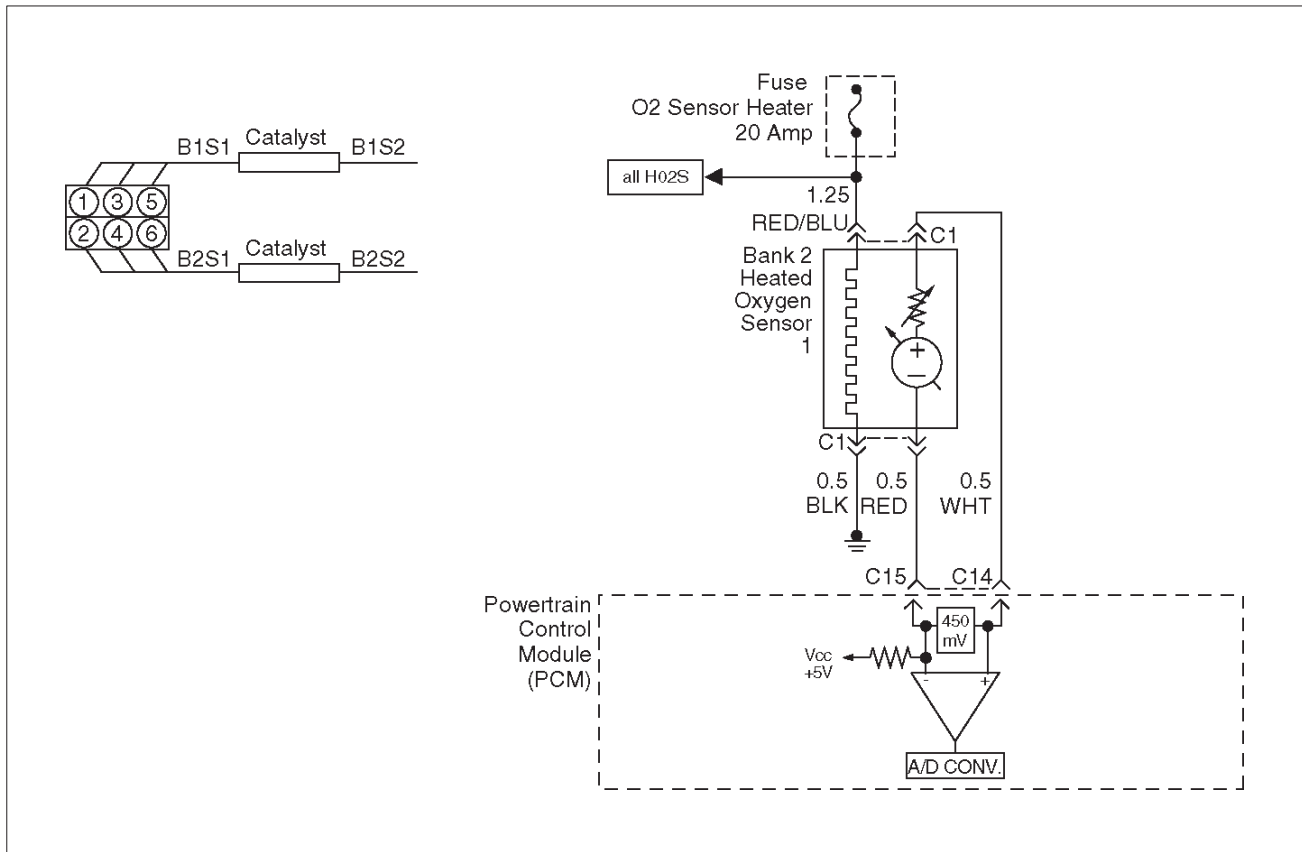 B1S1
Catalyst
B1S2
1 3 5
2 4 6
B2S1
Catalyst
B2S2
Fuse
O2 Sensor Heater
20 Amp
all H02S
1.25
RED/BLU
C1
Bank 2
Heated
Oxygen
Sensor
1
+
–
C1
0.5 0.5 0.5
BLK RED WHT
C15 C14
Powertrain
Control
Module
(PCM)
450
mV
Vcc
+5V
- +
A/D CONV.